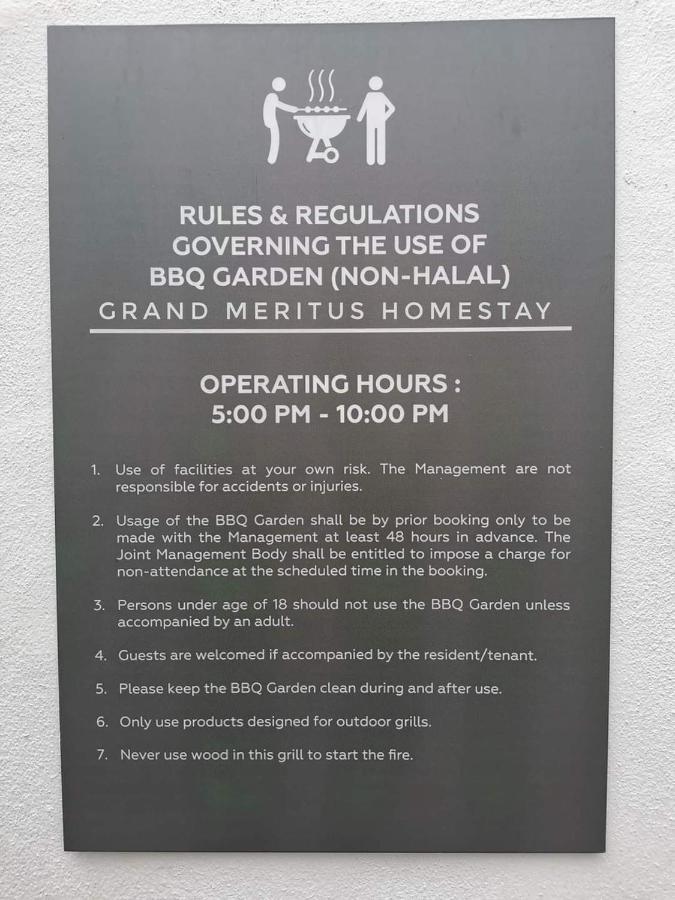 RULES & REGULATIONS
GOVERNING THE USE OF
BBQ GARDEN (NON-HALAL)
GRAND MERITUS HOMESTAY
OPERATING HOURS :
5:00 PM - 10:00 PM
1. Use of facilities at your own risk. The Management are not
responsible for accidents or injuries.
2. Usage of the BBQ Garden shall be by prior booking only to be
made with the Management at least 48 hours in advance. The
Joint Management Body shall be entitled to impose a charge for
non-attendance at the scheduled time in the booking.
3. Persons under age of 18 should not use the BBQ Garden unless
accompanied by an adult.
4. Guests are welcomed if accompanied by the resident/tenant.
5. Please keep the BBQ Garden clean during and after use.
6. Only use products designed for outdoor grills.
7. Never use wood in this grill to start the fire.